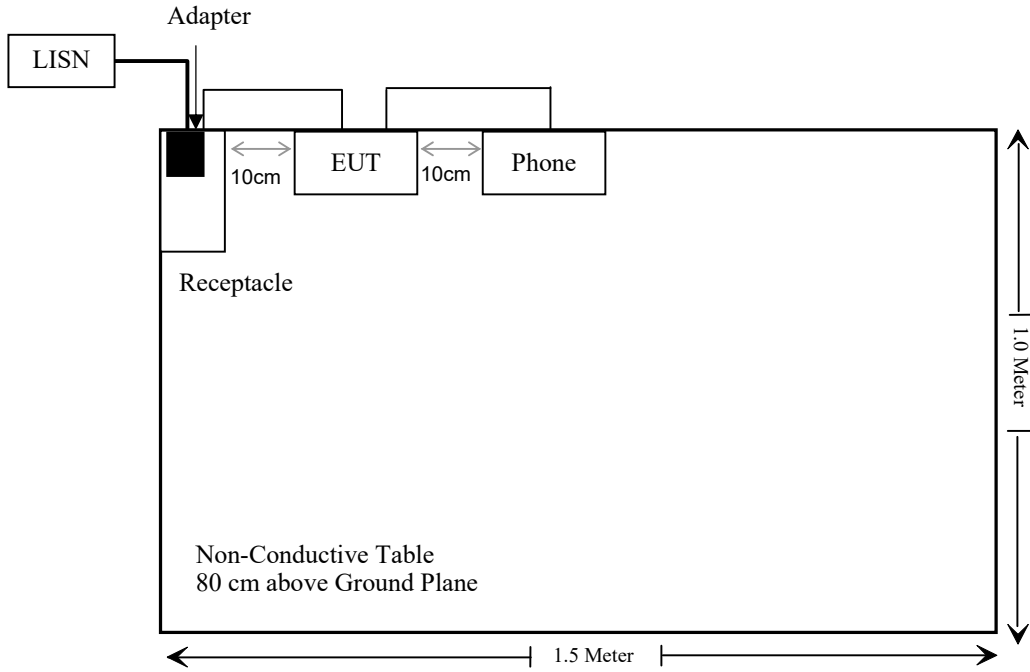 Adapter
LISN
EUT
Phone
10cm
10cm
Receptacle
1.0 Meter
Non-Conductive Table
80 cm above Ground Plane
1.5 Meter